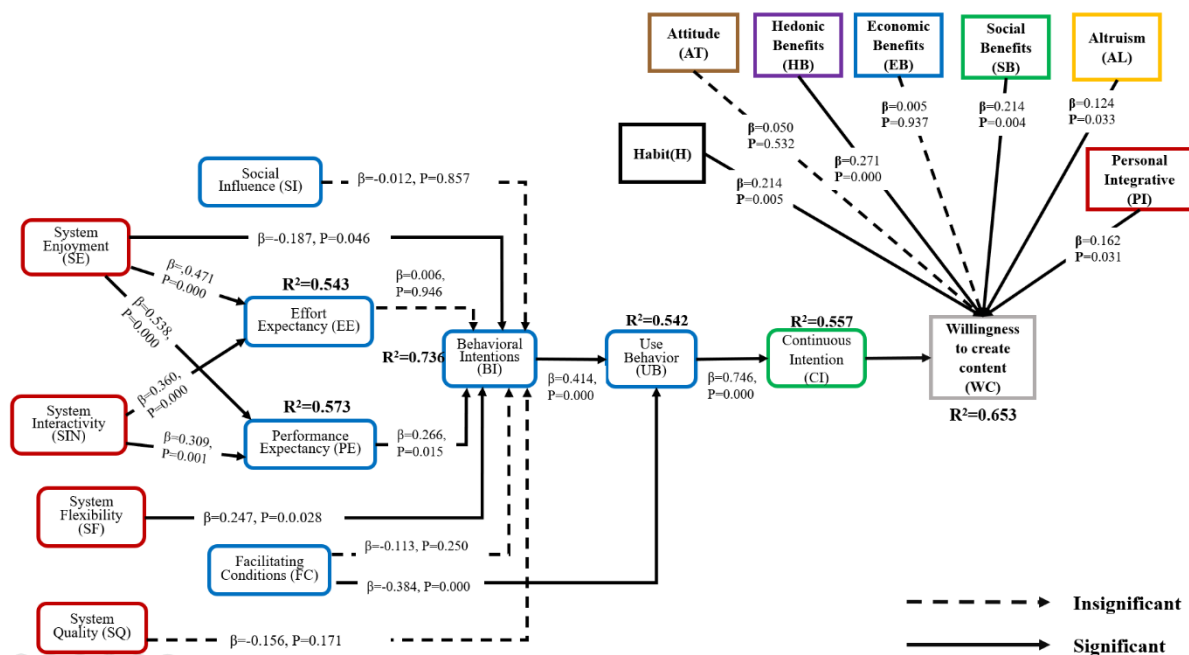 Attitude
(AT)
Hedonic
Benefits
(HB)
Economic
Benefits
(EB)
Social
Benefits
(SB)
Altruism
(AL)
β=0.050
P=0.532
β=0.271
P=0.000
β=0.005
P=0.937
β=0.214
P=0.004
β=0.124
P=0.033
Habit(H)
β=0.214
P=0.005
Personal
Integrative
(PI)
β=0.162
P=0.031
Social
Influence (SI)
β=-0.012, P=0.857
System
Enjoyment
(SE)
β=-0.187, P=0.046
β=,0.471
P=0.000
β=0.538,
P=0.000
R²=0.543
Effort
Expectancy (EE)
β=0.006,
P=0.946
R²=0.736
Behavioral
Intentions
(BI)
β=0.414,
P=0.000
R²=0.542
Use
Behavior
(UB)
β=0.746,
P=0.000
R²=0.557
Continuous
Intention
(CI)
Willingness
to create
content
(WC)
R²=0.653
System
Interactivity
(SIN)
β=0.360,
P=0.000
β=0.309,
P=0.001
R²=0.573
Performance
Expectancy (PE)
β=0.266,
P=0.015
System
Flexibility
(SF)
β=0.247, P=0.0.028
Facilitating
Conditions (FC)
β=-0.113, P=0.250
β=-0.384, P=0.000
System
Quality (SQ)
β=-0.156, P=0.171
Insignificant
Significant